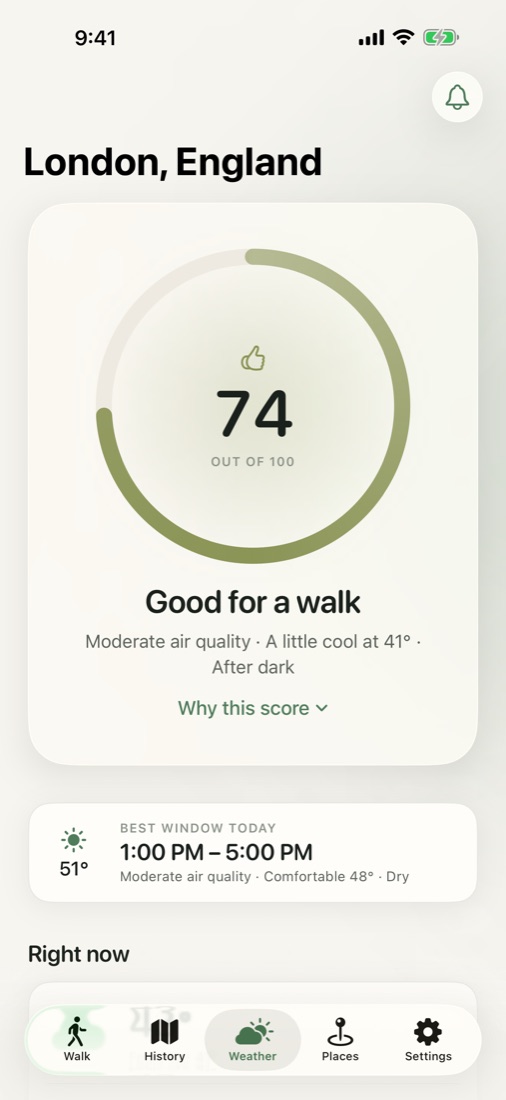 9:41
London, England
74
OUT OF 100
Good for a walk
Moderate air quality · A little cool at 41° ·
After dark
Why this score
BEST WINDOW TODAY
51°
1:00 PM – 5:00 PM
Moderate air quality · Comfortable 48° · Dry
Right now
Walk
History
Weather
Places
Settings